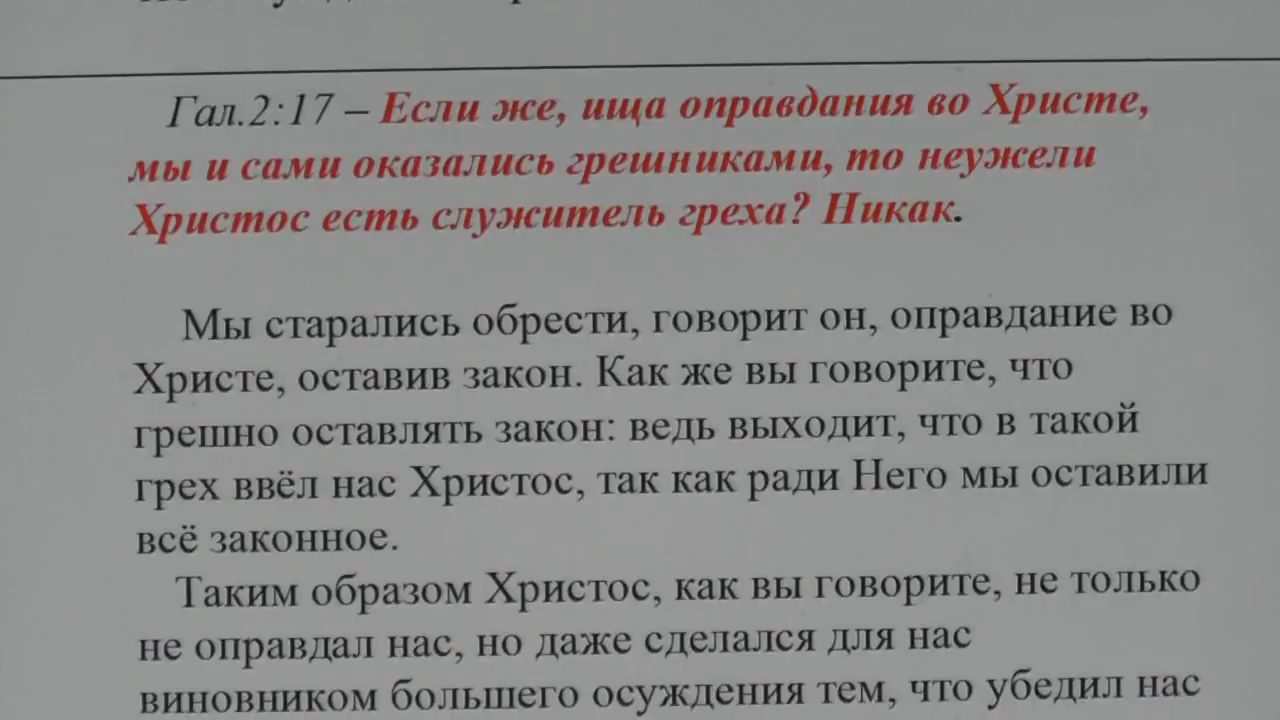 Гал.2:17 – Если же, ища оправдания во Христе,
мы и сами оказались грешниками, то неужели
Христос есть служитель греха? Никак.
Мы старались обрести, говорит он, оправдание во
Христе, оставив закон. Как же вы говорите, что
грешно оставлять закон: ведь выходит, что в такой
грех ввёл нас Христос, так как ради Него мы оставили
всё законное.
Таким образом Христос, как вы говорите, не только
не оправдал нас, но даже сделался для нас
виновником большего осуждения тем, что убедил нас